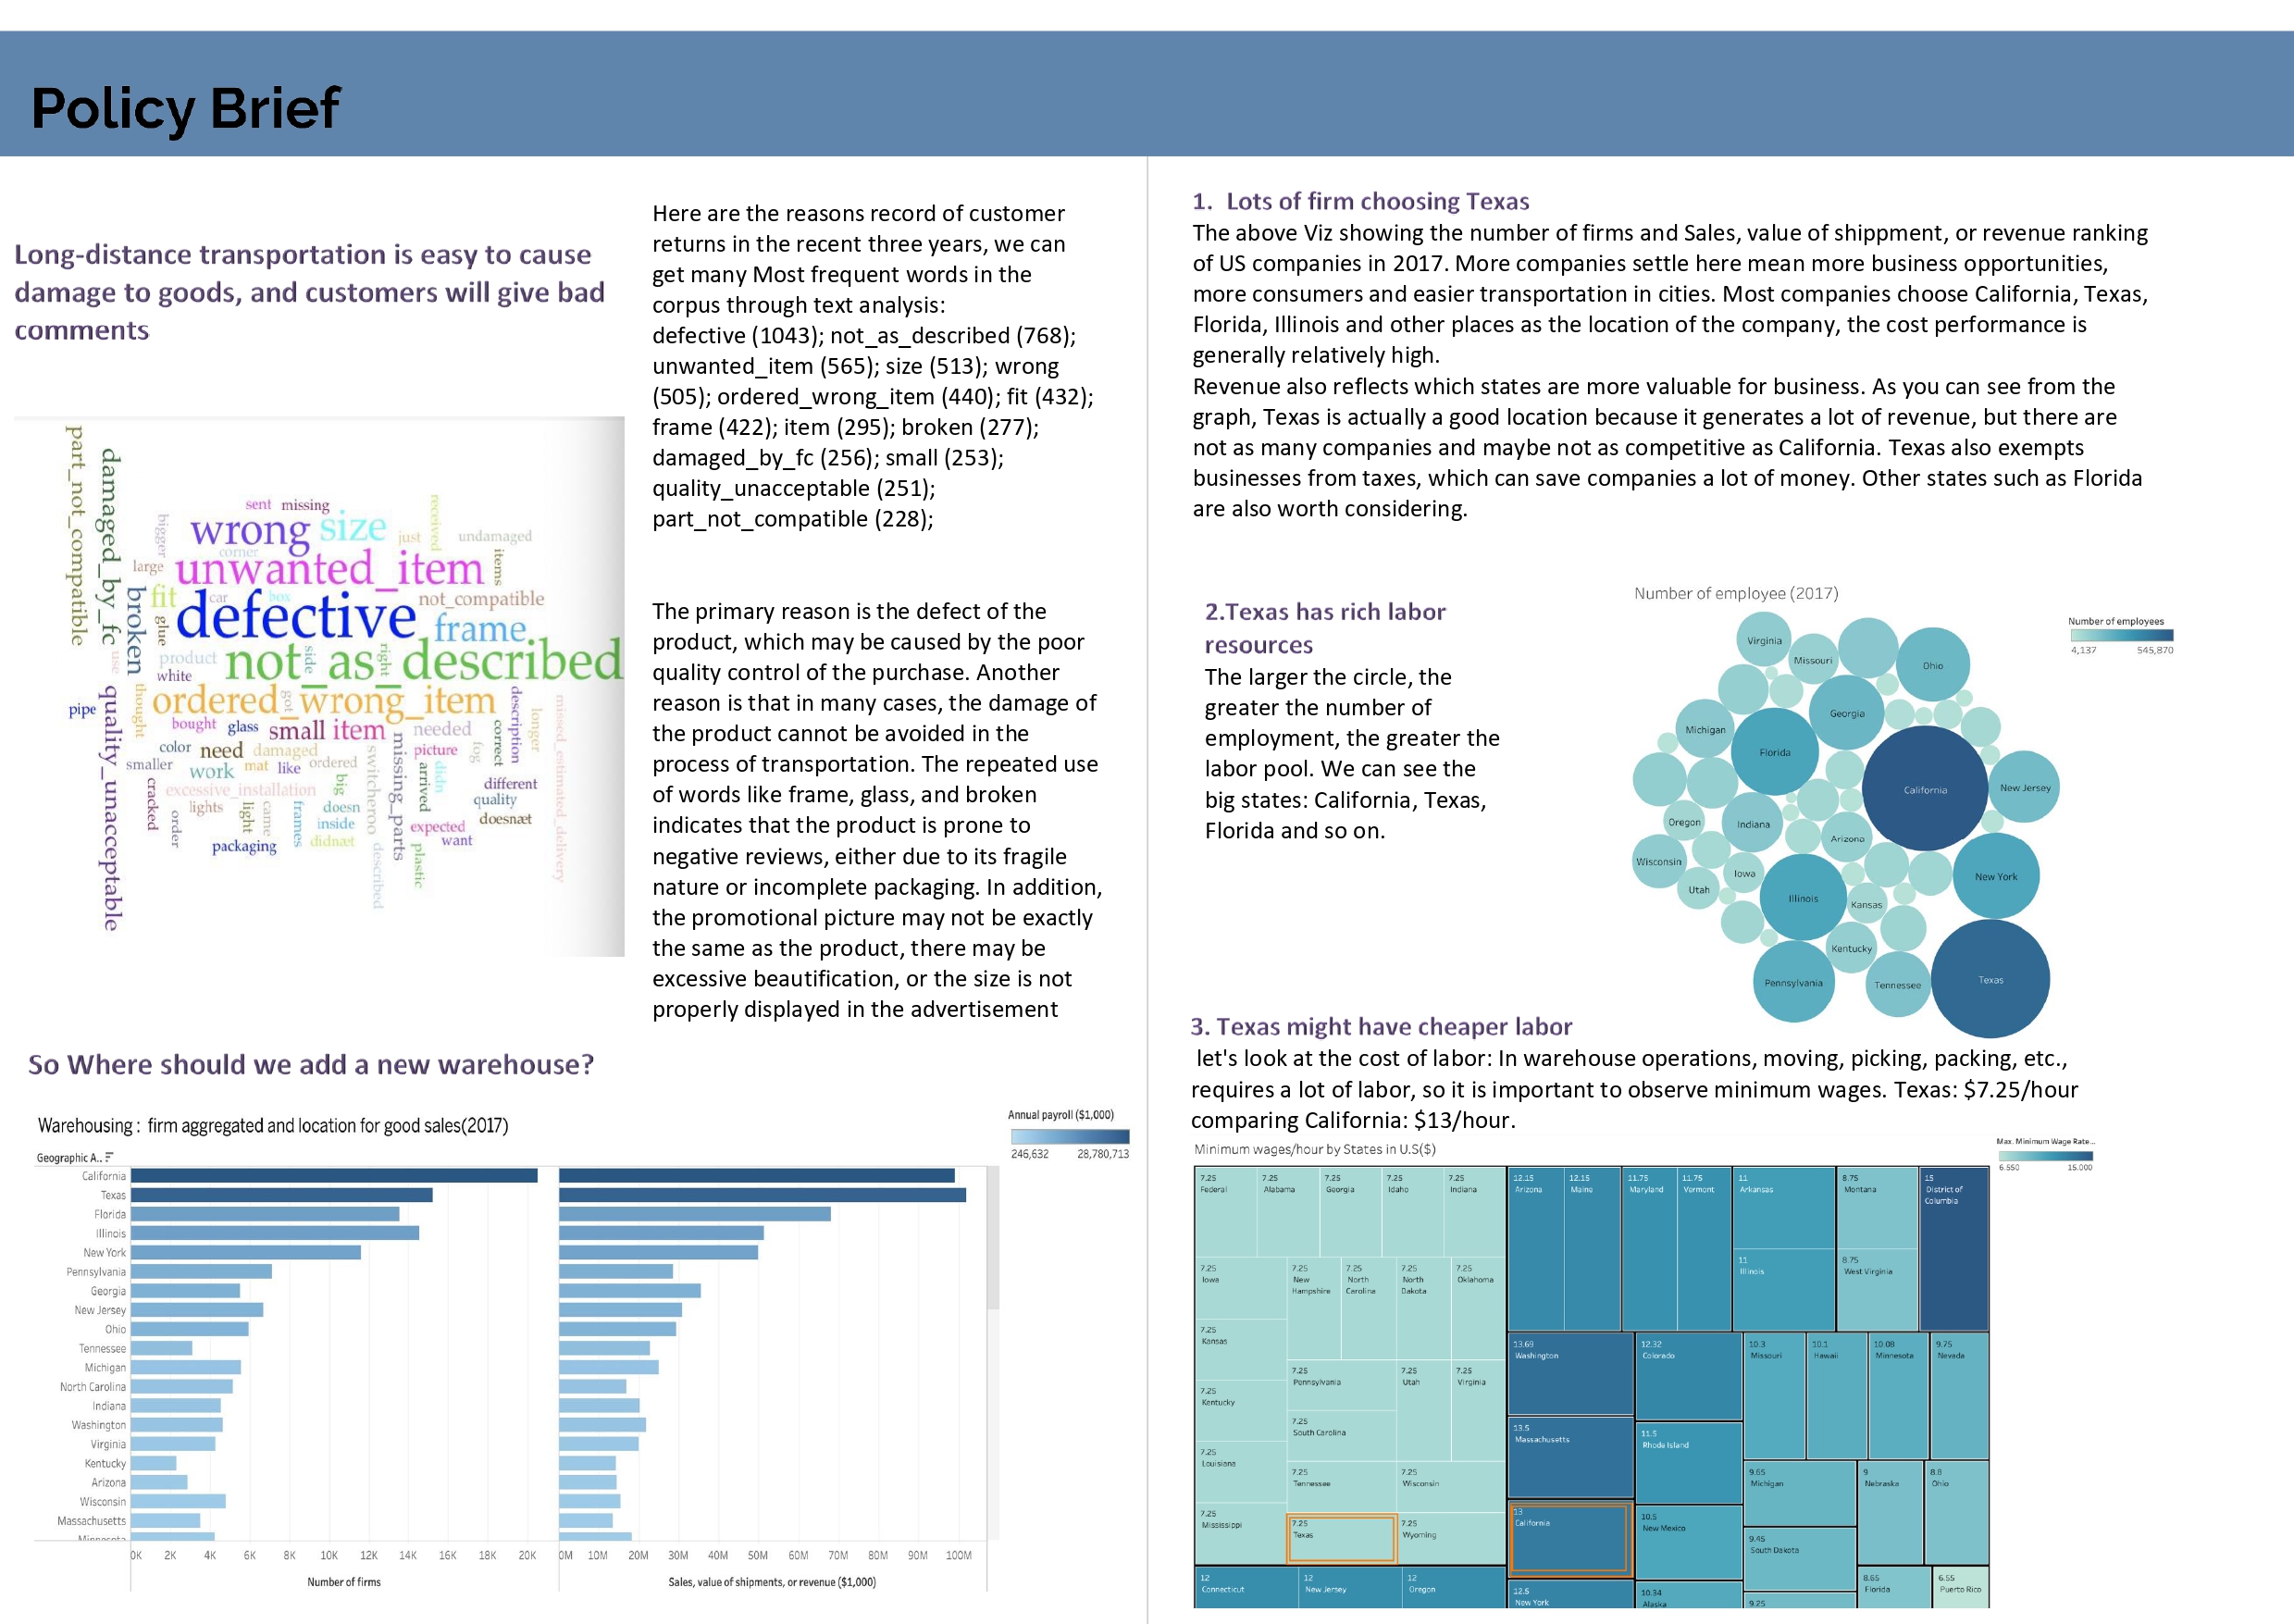 Policy Brief
Long-distance transportation is easy to cause
damage to goods, and customers will give bad
comments
part_not_compatible
damaged_by_fc
sent missing
received
bigger
wrong size
just
undamaged
corner
items
large
unwanted_item
broken
fit
car
box
not_compatible
glue
defective
frame
use
product
side
right
not_as_described
white
thought
ordered_wrong_item
got
description
pipe
quality_unacceptable
bought glass small item needed
correct
longer
missed_estimated_delivery
color need damaged
switcheroo
missing_parts
picture
fog
smaller work mat like ordered
arrived
didn
different
cracked
excessive_installation
big
quality
order
lights
light
came
frames
doesn
doesnæt
inside
expected
packaging
didnæt
described
want
plastic
Here are the reasons record of customer
returns in the recent three years, we can
get many Most frequent words in the
corpus through text analysis:
defective (1043); not_as_described (768);
unwanted_item (565); size (513); wrong
(505); ordered_wrong_item (440); fit (432);
frame (422); item (295); broken (277);
damaged_by_fc (256); small (253);
quality_unacceptable (251);
part_not_compatible (228);
The primary reason is the defect of the
product, which may be caused by the poor
quality control of the purchase. Another
reason is that in many cases, the damage of
the product cannot be avoided in the
process of transportation. The repeated use
of words like frame, glass, and broken
indicates that the product is prone to
negative reviews, either due to its fragile
nature or incomplete packaging. In addition,
the promotional picture may not be exactly
the same as the product, there may be
excessive beautification, or the size is not
properly displayed in the advertisement
So Where should we add a new warehouse?
Warehousing : firm aggregated and location for good sales(2017)
Annual payroll ($1,000)
246,632 28,780,713
Geographic A..
California
Texas
Florida
Illinois
New York
Pennsylvania
Georgia
New Jersey
Ohio
Tennessee
Michigan
North Carolina
Indiana
Washington
Virginia
Kentucky
Arizona
Wisconsin
Massachusetts
Minnesota
0K 2K 4K 6K 8K 10K 12K 14K 16K 18K 20K
0M 10M 20M 30M 40M 50M 60M 70M 80M 90M 100M
Number of firms
Sales, value of shipments, or revenue ($1,000)
1. Lots of firm choosing Texas
The above Viz showing the number of firms and Sales, value of shippment, or revenue ranking
of US companies in 2017. More companies settle here mean more business opportunities,
more consumers and easier transportation in cities. Most companies choose California, Texas,
Florida, Illinois and other places as the location of the company, the cost performance is
generally relatively high.
Revenue also reflects which states are more valuable for business. As you can see from the
graph, Texas is actually a good location because it generates a lot of revenue, but there are
not as many companies and maybe not as competitive as California. Texas also exempts
businesses from taxes, which can save companies a lot of money. Other states such as Florida
are also worth considering.
2.Texas has rich labor
resources
The larger the circle, the
greater the number of
employment, the greater the
labor pool. We can see the
big states: California, Texas,
Florida and so on.
Number of employee (2017)
Number of employees
4,137 545,870
Virginia
Missouri
Ohio
Georgia
Michigan
Florida
California
New Jersey
Oregon
Indiana
Arizona
Wisconsin
Iowa
Utah
Illinois
Kansas
New York
Kentucky
Pennsylvania
Tennessee
Texas
3. Texas might have cheaper labor
let's look at the cost of labor: In warehouse operations, moving, picking, packing, etc.,
requires a lot of labor, so it is important to observe minimum wages. Texas: $7.25/hour
comparing California: $13/hour.
Minimum wages/hour by States in U.S($)
Max. Minimum Wage Rate...
6.550 15.000
7.25
Federal
7.25
Alabama
7.25
Georgia
7.25
Idaho
7.25
Indiana
7.25
Iowa
7.25
New
Hampshire
7.25
North
Carolina
7.25
North
Dakota
7.25
Oklahoma
7.25
Kansas
7.25
Pennsylvania
7.25
Utah
7.25
Virginia
7.25
Kentucky
7.25
South Carolina
7.25
Louisiana
7.25
Tennessee
7.25
Wisconsin
7.25
Mississippi
7.25
Texas
7.25
Wyoming
12
Connecticut
12
New Jersey
12
Oregon
12.15
Arizona
12.15
Maine
11.75
Maryland
11.75
Vermont
11
Arkansas
11
Illinois
8.75
Montana
8.75
West Virginia
15
District of
Columbia
13.69
Washington
12.32
Colorado
10.3
Missouri
10.1
Hawaii
10.08
Minnesota
9.75
Nevada
13.5
Massachusetts
11.5
Rhode Island
9.65
Michigan
9
Nebraska
8.8
Ohio
13
California
10.5
New Mexico
9.45
South Dakota
12.5
New York
10.34
Alaska
9.25
8.65
Florida
6.55
Puerto Rico